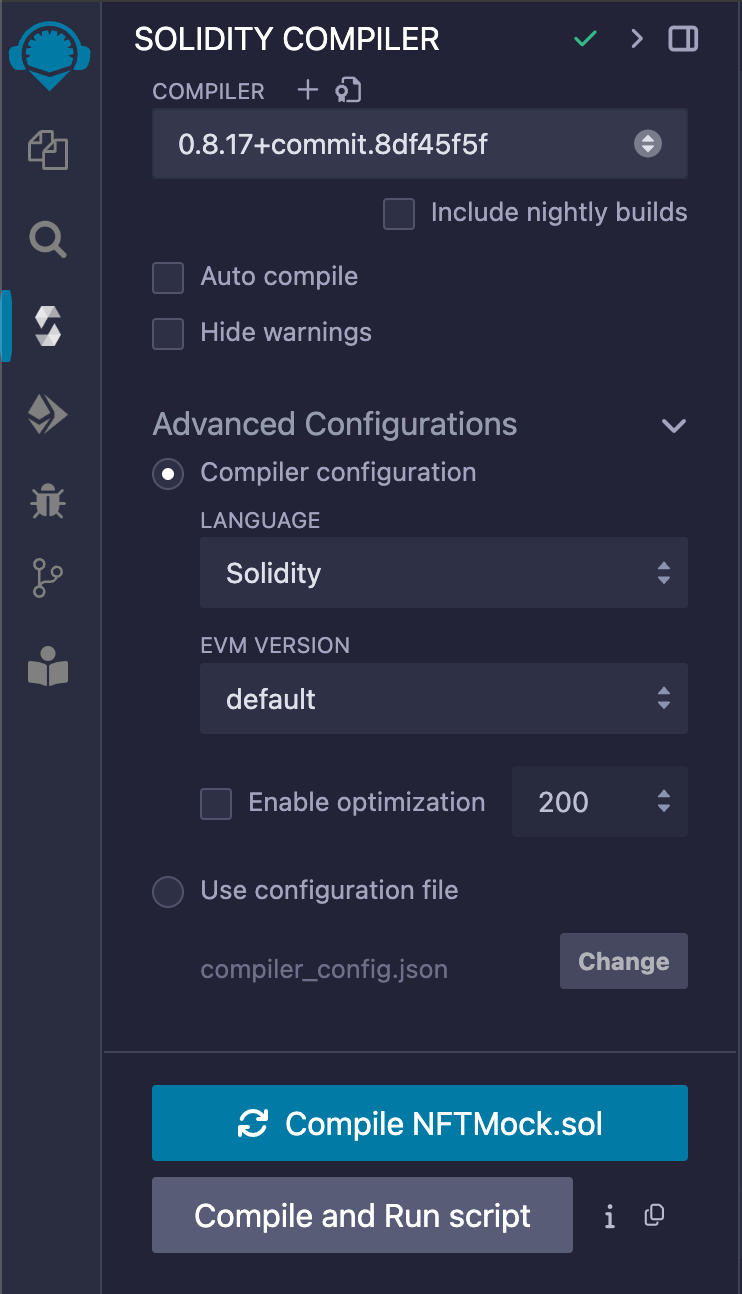 SOLIDITY COMPILER
COMPILER
0.8.17+commit.8df45f5f
Include nightly builds
Auto compile
Hide warnings
Advanced Configurations
Compiler configuration
LANGUAGE
Solidity
EVM VERSION
default
Enable optimization 200
Use configuration file
compiler_config.json Change
Compile NFTMock.sol
Compile and Run script